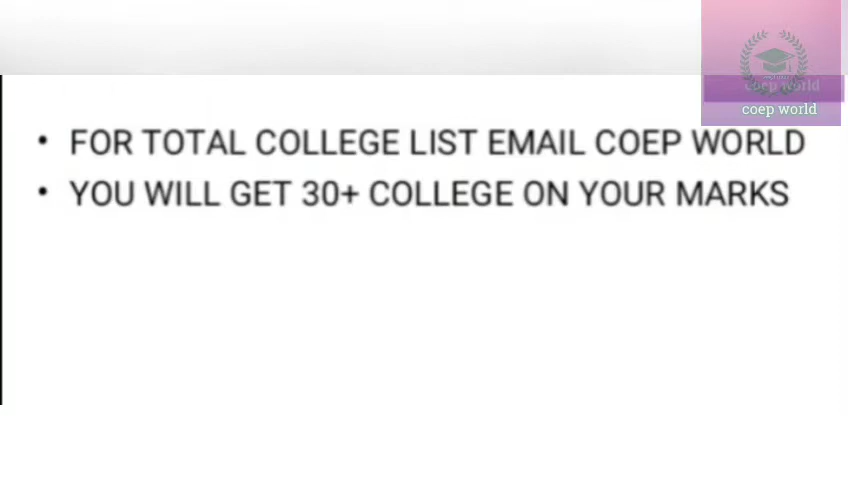 coep world
coep world
• FOR TOTAL COLLEGE LIST EMAIL COEP WORLD
• YOU WILL GET 30+ COLLEGE ON YOUR MARKS